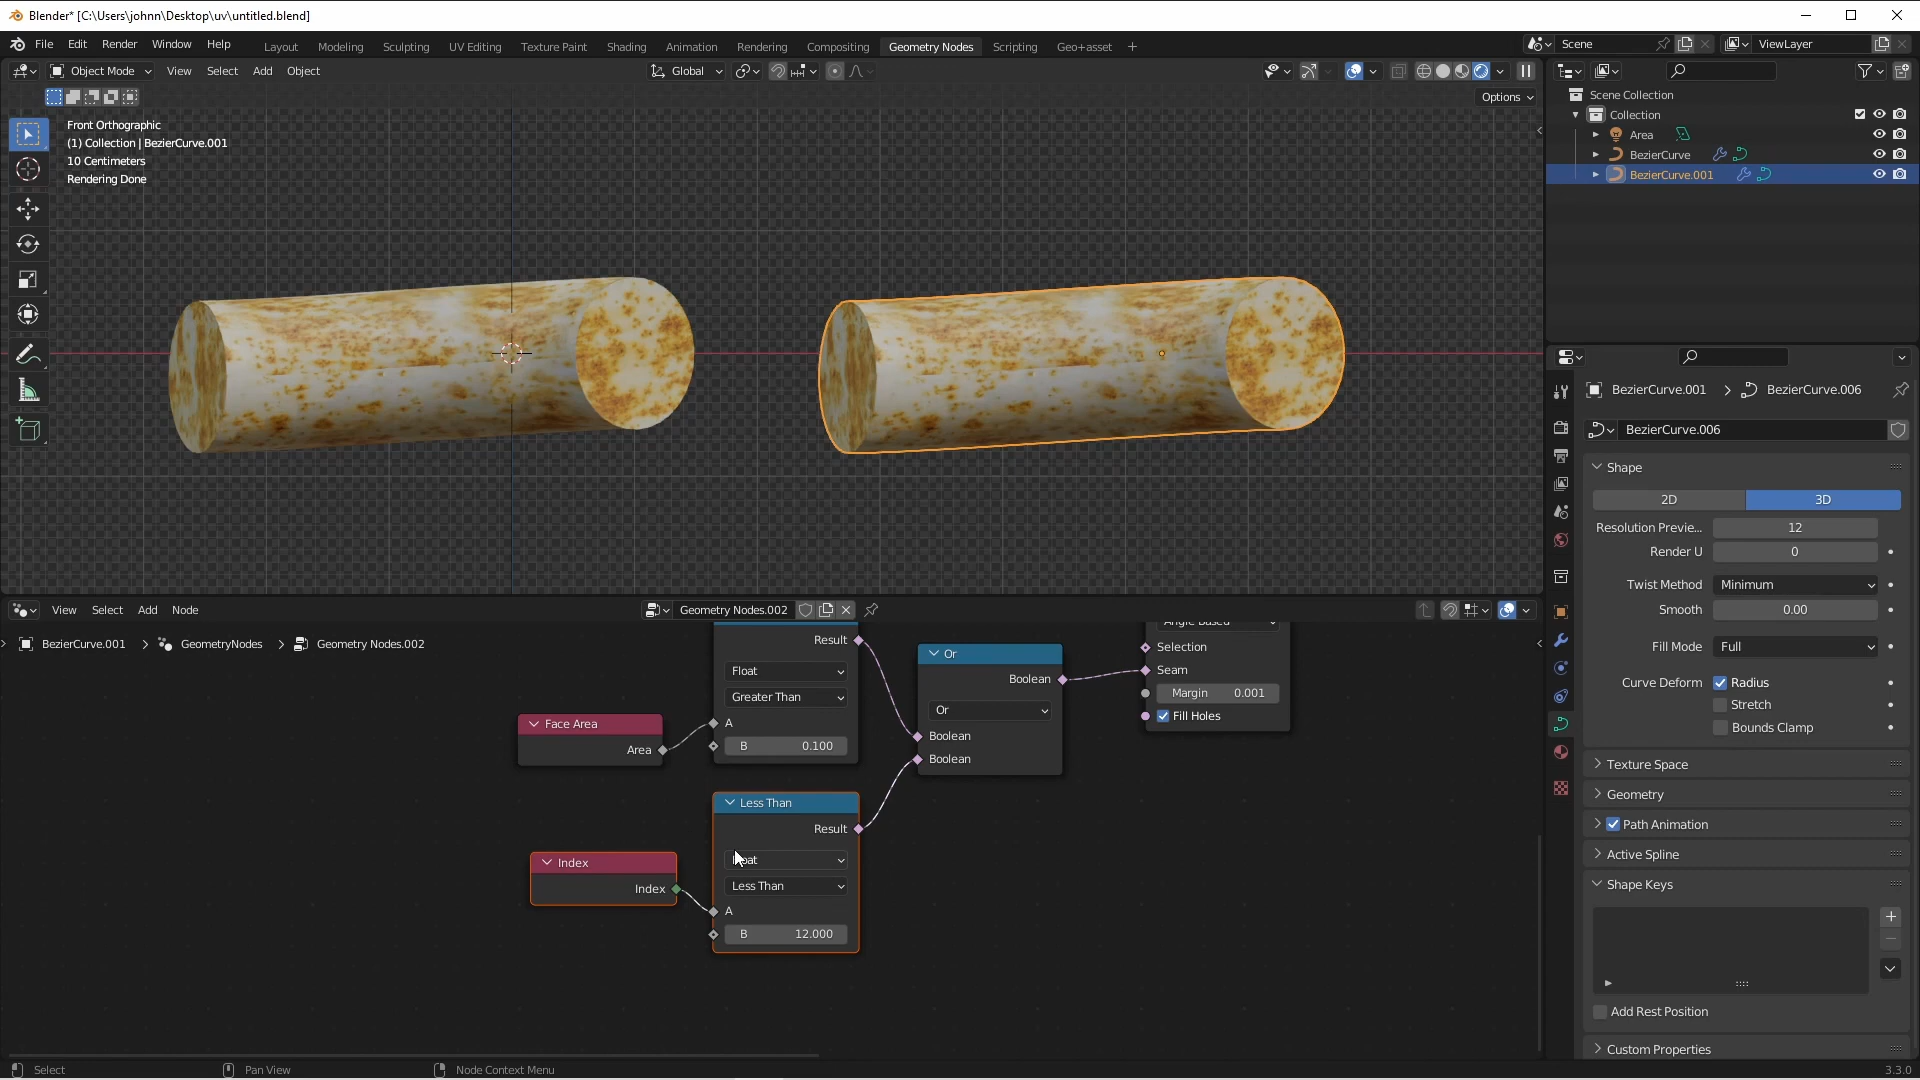 Blender* [C:\Users\johnn\Desktop\uv\untitled.blend]
File Edit Render Window Help Layout Modeling Sculpting UV Editing Texture Paint Shading Animation Rendering Compositing Geometry Nodes Scripting Geo+asset + Scene ViewLayer
Object Mode View Select Add Object Global
Options
Front Orthographic
(1) Collection | BezierCurve.001
10 Centimeters
Rendering Done
Scene Collection
Collection
Area
BezierCurve
BezierCurve.001
BezierCurve.001 > BezierCurve.006
BezierCurve.006
Shape
2D 3D
Resolution Previe... 12
Render U 0
Twist Method Minimum
Smooth 0.00
Fill Mode Full
Curve Deform Radius
Stretch
Bounds Clamp
Texture Space
Geometry
Path Animation
Active Spline
Shape Keys
Add Rest Position
Custom Properties
View Select Add Node Geometry Nodes.002
BezierCurve.001 > GeometryNodes > Geometry Nodes.002
Result
Float
Greater Than
A
B 0.100
Face Area
Area
Or
Boolean
Or
Boolean
Boolean
Angle Based
Selection
Seam
Margin 0.001
Fill Holes
Less Than
Result
Less Than
A
B 12.000
Index
Index
Select Pan View Node Context Menu 3.3.0